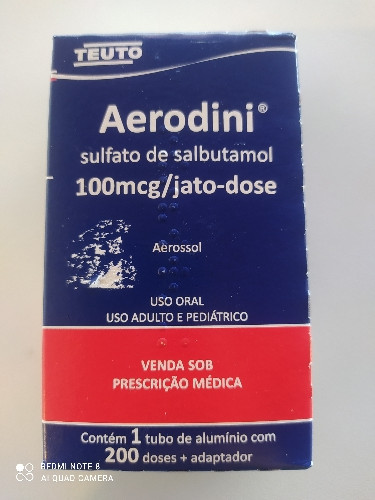 TEUTO
Aerodini®
sulfato de salbutamol
100mcg/jato-dose
Aerossol
USO ORAL
USO ADULTO E PEDIÁTRICO
VENDA SOB
PRESCRIÇÃO MÉDICA
Contém 1 tubo de alumínio com
200 doses + adaptador
REDMI NOTE 8
AI QUAD CAMERA